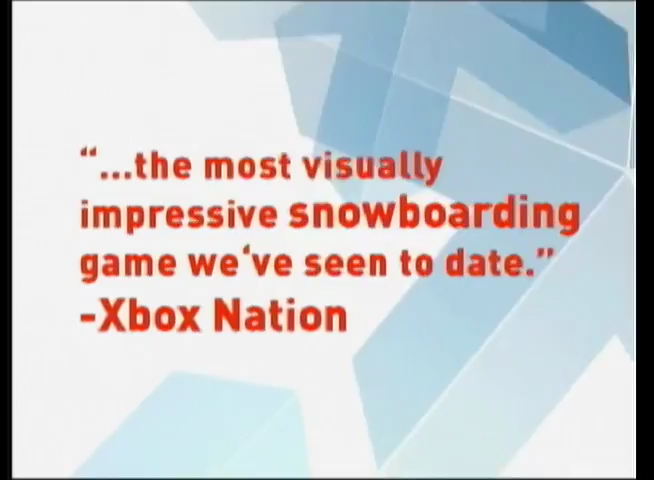 “...the most visually
impressive snowboarding
game we‘ve seen to date.”
-Xbox Nation